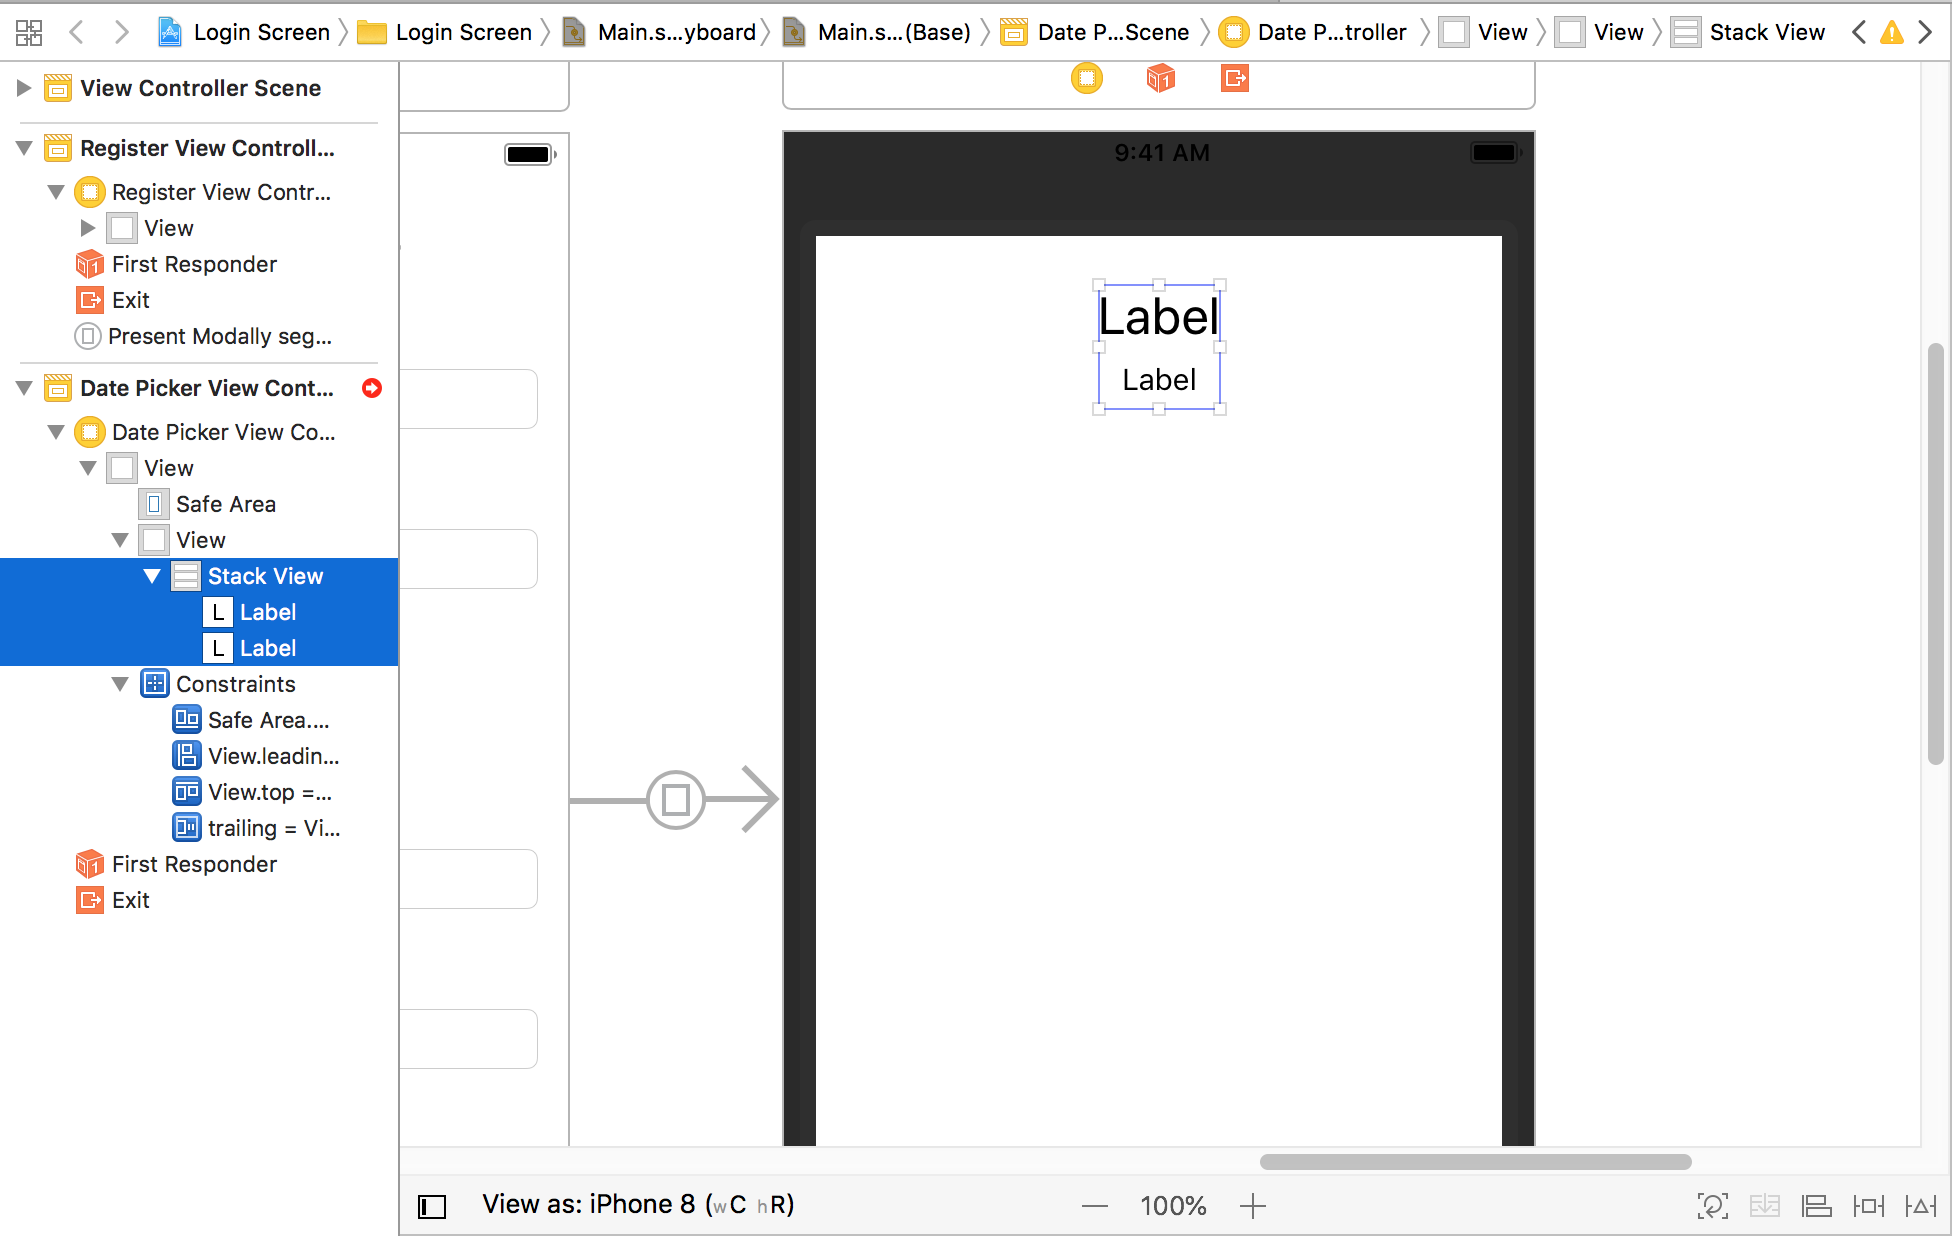 Login Screen
Login Screen
Main.s...yboard
Main.s...(Base)
Date P...Scene
Date P...troller
View
View
Stack View
View Controller Scene
Register View Controll...
Register View Contr...
View
First Responder
Exit
Present Modally seg...
Date Picker View Cont...
Date Picker View Co...
View
Safe Area
View
Stack View
L Label
L Label
Constraints
Safe Area....
View.leadin...
View.top =...
trailing = Vi...
First Responder
Exit
9:41 AM
Label
Label
View as: iPhone 8 (wC hR)
100%